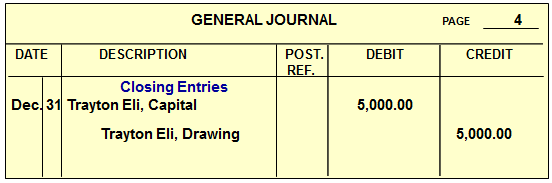 GENERAL JOURNAL PAGE 4
DATE DESCRIPTION POST. REF. DEBIT CREDIT
Closing Entries
Dec. 31 Trayton Eli, Capital 5,000.00
Trayton Eli, Drawing 5,000.00